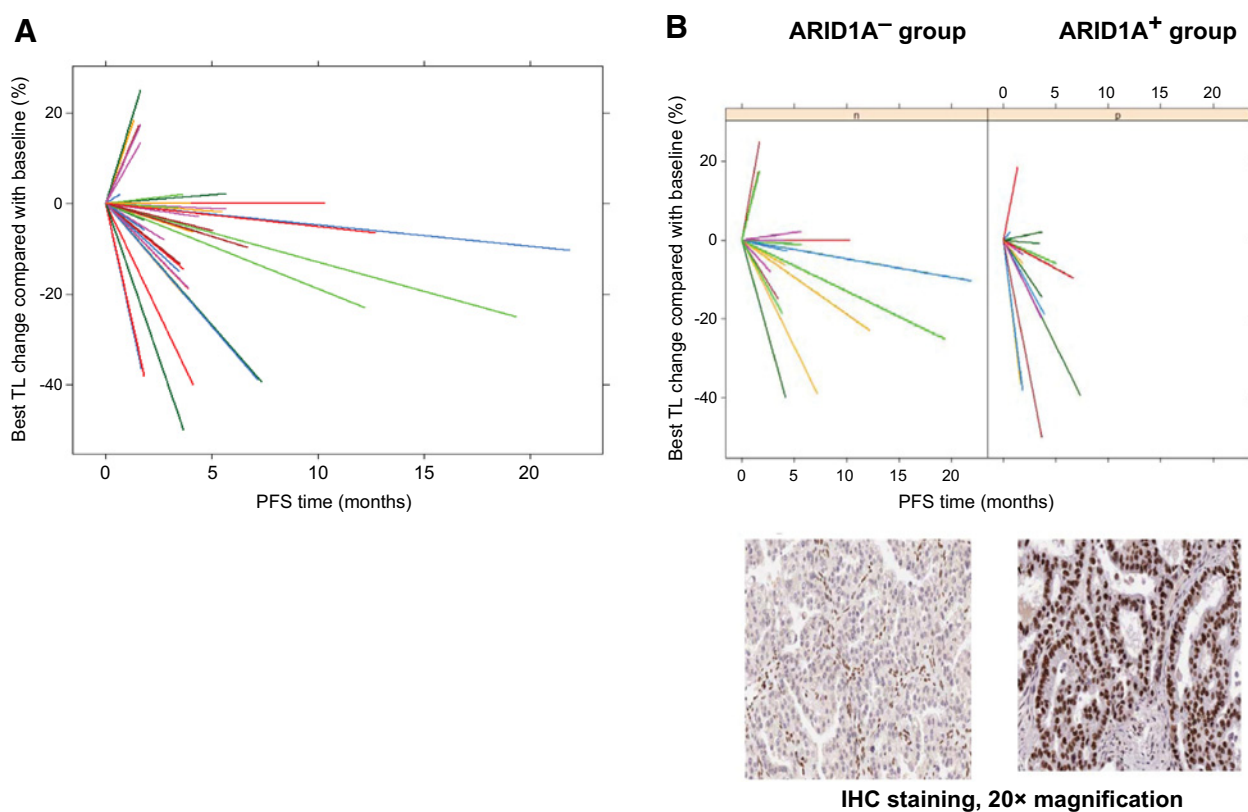 A
Best TL change compared with baseline (%)
20
0
-20
-40
0 5 10 15 20
PFS time (months)
B
ARID1A⁻ group ARID1A⁺ group
0 5 10 15 20
n p
Best TL change compared with baseline (%)
20
0
-20
-40
0 5 10 15 20
PFS time (months)
IHC staining, 20× magnification